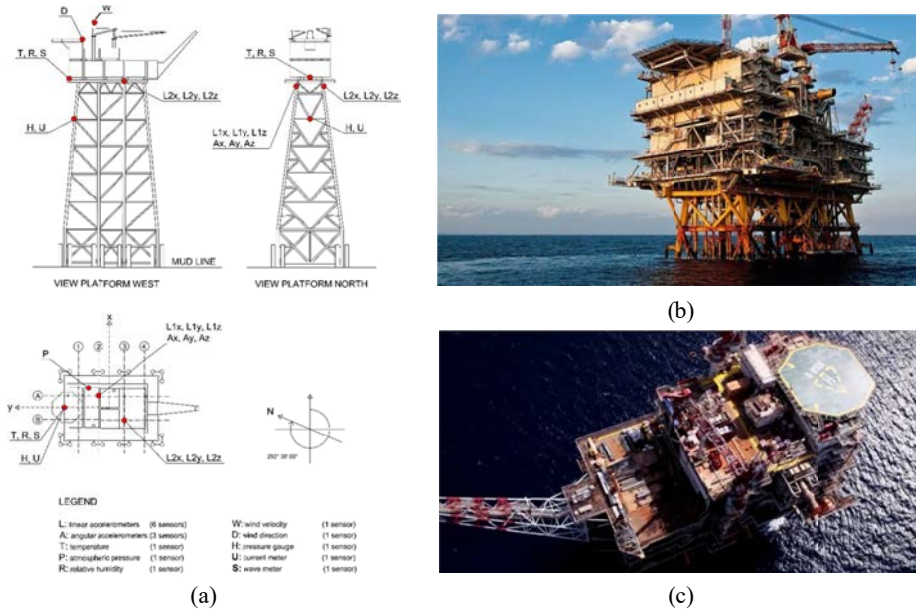 D
W
T, R, S
T, R, S
L2x, L2y, L2z
L2x, L2y, L2z
H, U
H, U
L1x, L1y, L1z
Ax, Ay, Az
MUD LINE
VIEW PLATFORM WEST
VIEW PLATFORM NORTH
(b)
x
L1x, L1y, L1z
Ax, Ay, Az
1 2 3 4
P
A
y
B
T, R, S
H, U
L2x, L2y, L2z
N
292° 30' 00"
LEGEND
L: linear accelerometers (6 sensors)
A: angular accelerometers (3 sensors)
T: temperature (1 sensor)
P: atmospheric pressure (1 sensor)
R: relative humidity (1 sensor)
W: wind velocity (1 sensor)
D: wind direction (1 sensor)
H: pressure gauge (1 sensor)
U: current meter (1 sensor)
S: wave meter (1 sensor)
(a)
(c)